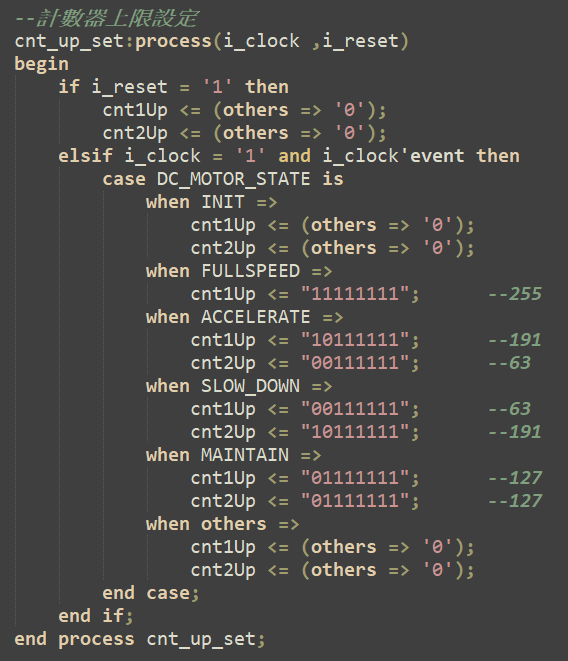 --計數器上限設定
cnt_up_set:process(i_clock ,i_reset)
begin
    if i_reset = '1' then
        cnt1Up <= (others => '0');
        cnt2Up <= (others => '0');
    elsif i_clock = '1' and i_clock'event then
        case DC_MOTOR_STATE is
            when INIT =>
                cnt1Up <= (others => '0');
                cnt2Up <= (others => '0');
            when FULLSPEED =>
                cnt1Up <= "11111111";      --255
            when ACCELERATE =>
                cnt1Up <= "10111111";      --191
                cnt2Up <= "00111111";      --63
            when SLOW_DOWN =>
                cnt1Up <= "00111111";      --63
                cnt2Up <= "10111111";      --191
            when MAINTAIN =>
                cnt1Up <= "01111111";      --127
                cnt2Up <= "01111111";      --127
            when others =>
                cnt1Up <= (others => '0');
                cnt2Up <= (others => '0');
        end case;
    end if;
end process cnt_up_set;